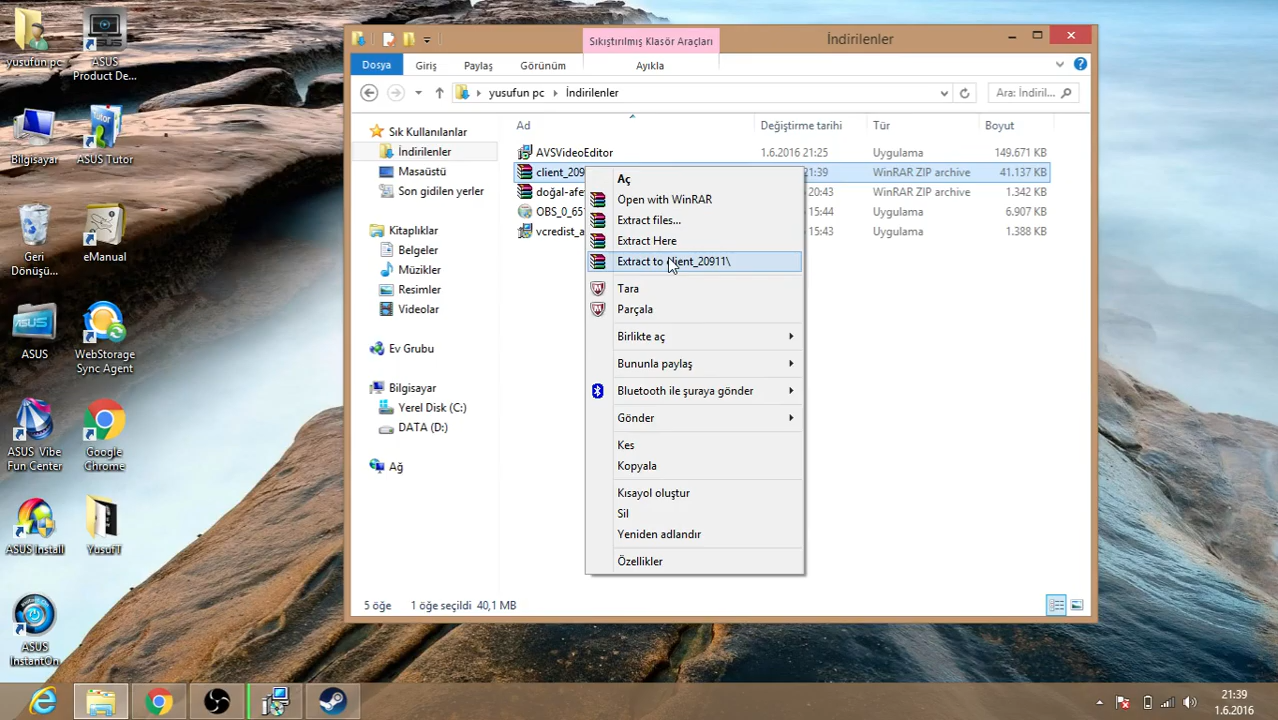 yusufun pc
ASUS
Product De...
Bilgisayar
ASUS Tutor
Geri
Dönüşü...
eManual
ASUS
WebStorage
Sync Agent
ASUS Vibe
Fun Center
Google
Chrome
ASUS Install
YusufT
ASUS
InstantOn
Sıkıştırılmış Klasör Araçları
İndirilenler
Dosya
Giriş
Paylaş
Görünüm
Ayıkla
yusufun pc
İndirilenler
Ara: İndiril...
Sık Kullanılanlar
İndirilenler
Masaüstü
Son gidilen yerler
Kitaplıklar
Belgeler
Müzikler
Resimler
Videolar
Ev Grubu
Bilgisayar
Yerel Disk (C:)
DATA (D:)
Ağ
Ad Değiştirme tarihi Tür Boyut
AVSVideoEditor 1.6.2016 21:25 Uygulama 149.671 KB
client_209 21:39 WinRAR ZIP archive 41.137 KB
doğal-afe 20:43 WinRAR ZIP archive 1.342 KB
OBS_0_65 15:44 Uygulama 6.907 KB
vcredist_ 15:43 Uygulama 1.388 KB
Aç
Open with WinRAR
Extract files...
Extract Here
Extract to client_20911\
Tara
Parçala
Birlikte aç
Bununla paylaş
Bluetooth ile şuraya gönder
Gönder
Kes
Kopyala
Kısayol oluştur
Sil
Yeniden adlandır
Özellikler
5 öğe 1 öğe seçildi 40,1 MB
21:39
1.6.2016